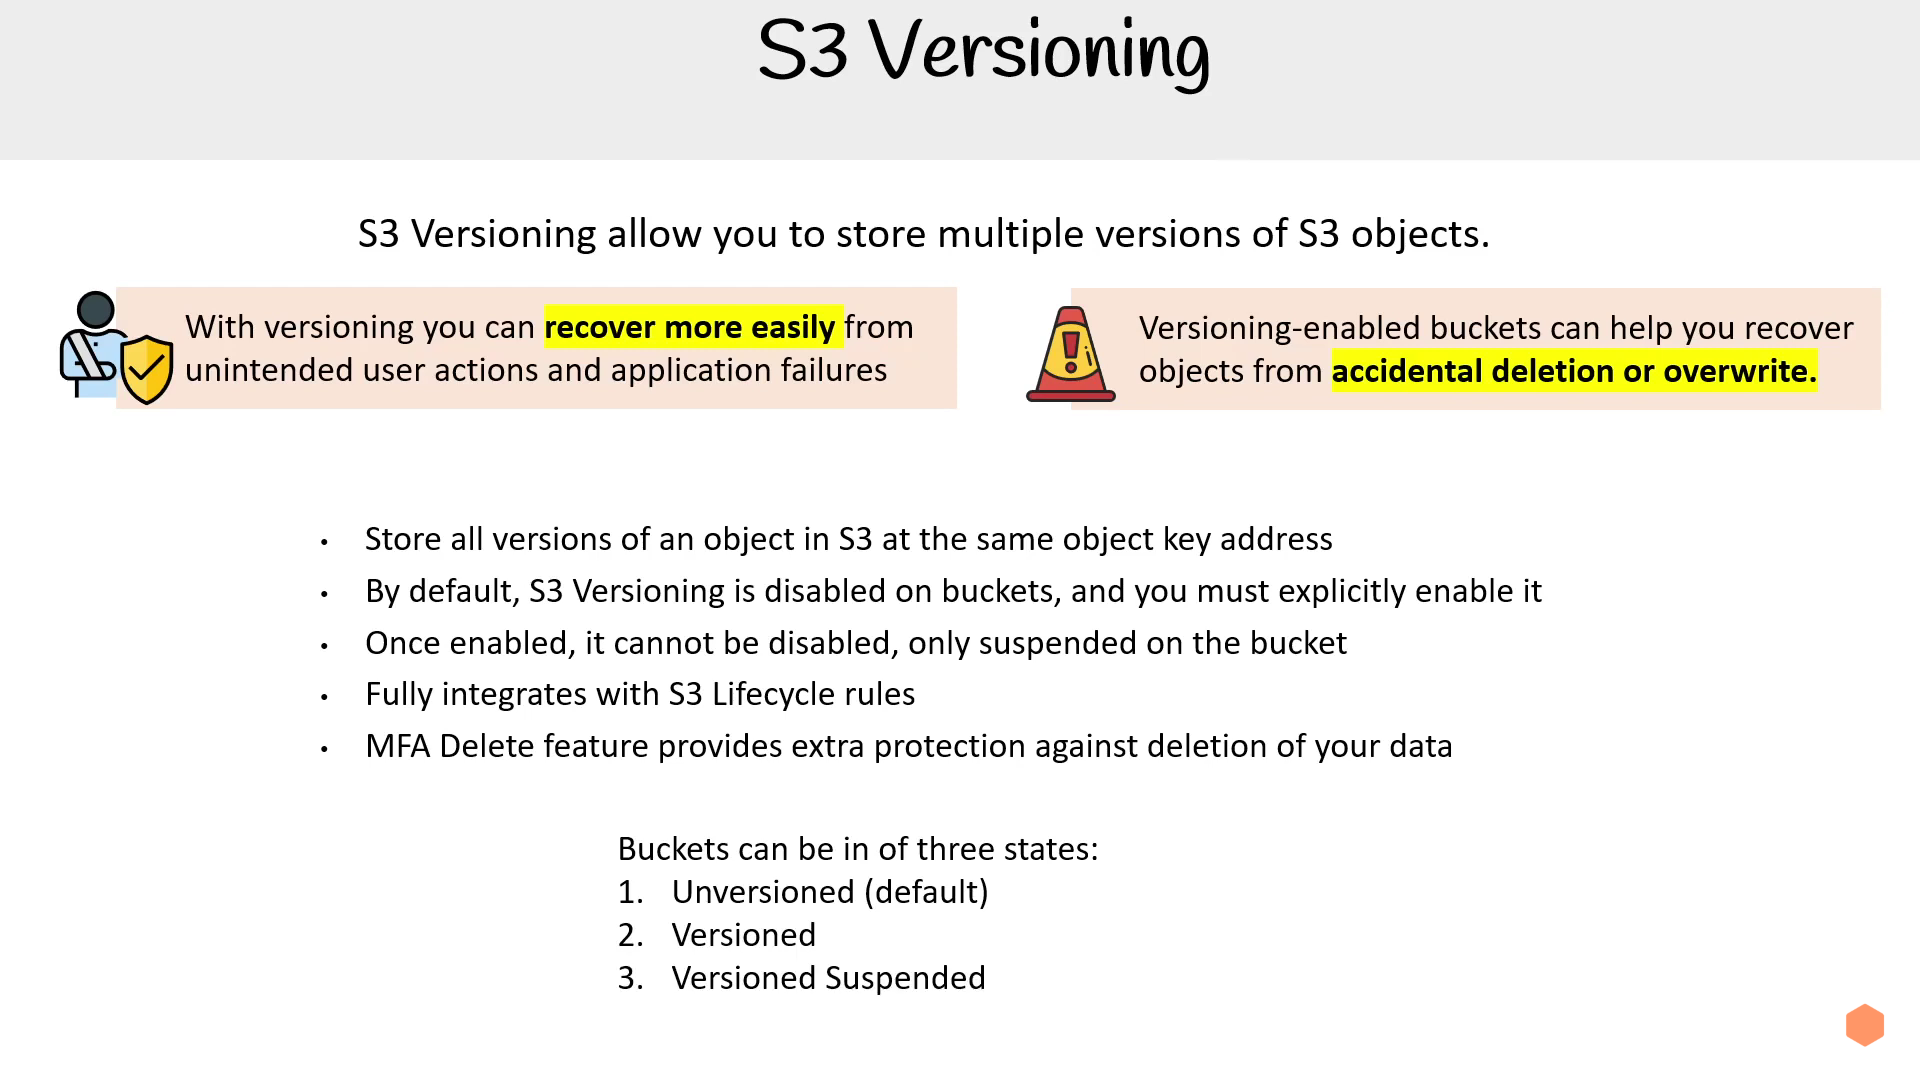 S3 Versioning
S3 Versioning allow you to store multiple versions of S3 objects.
With versioning you can recover more easily from
unintended user actions and application failures
Versioning-enabled buckets can help you recover
objects from accidental deletion or overwrite.
• Store all versions of an object in S3 at the same object key address
• By default, S3 Versioning is disabled on buckets, and you must explicitly enable it
• Once enabled, it cannot be disabled, only suspended on the bucket
• Fully integrates with S3 Lifecycle rules
• MFA Delete feature provides extra protection against deletion of your data
Buckets can be in of three states:
1. Unversioned (default)
2. Versioned
3. Versioned Suspended